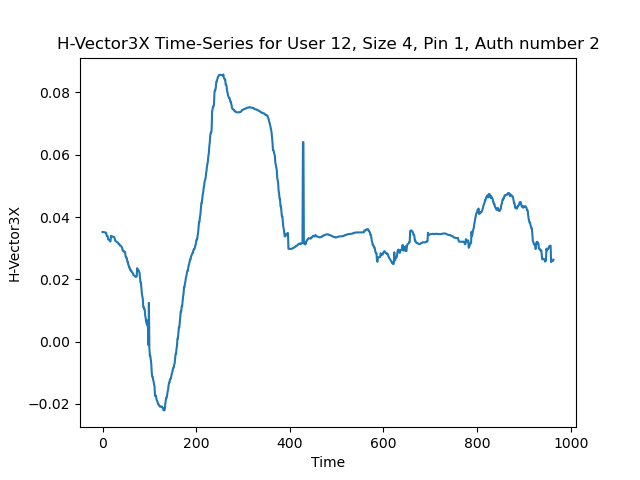 H-Vector3X Time-Series for User 12, Size 4, Pin 1, Auth number 2
H-Vector3X
0.08
0.06
0.04
0.02
0.00
−0.02
0 200 400 600 800 1000
Time